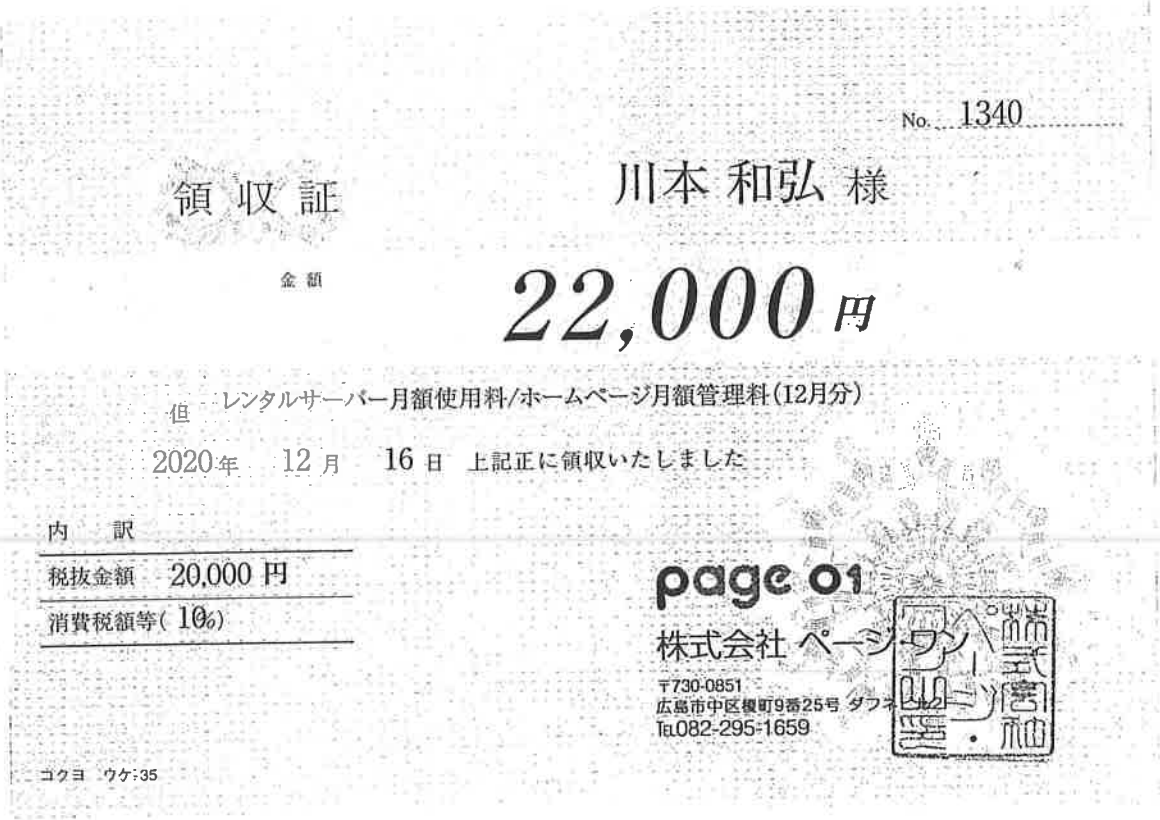 No. 1340
領収証
川本 和弘 様
金額
22,000 円
但 レンタルサーバー月額使用料/ホームページ月額管理料(12月分)
2020年 12月 16日 上記正に領収いたしました
内 訳
税抜金額 20,000 円
消費税額等( 10%)
page 01
株式会社 ページ・ワン
〒730-0851
広島市中区榎町9番25号 ダフネ
TEL082-295-1659
コクヨ ウケ-35